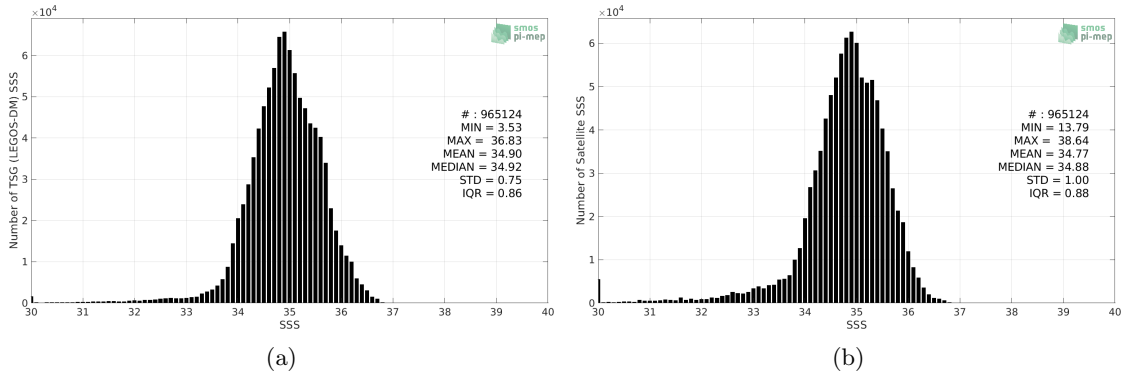 ×10⁴
smos
pi-mep
Number of TSG (LEGOS-DM) SSS
6
5
4
3
2
1
0
# : 965124
MIN = 3.53
MAX = 36.83
MEAN = 34.90
MEDIAN = 34.92
STD = 0.75
IQR = 0.86
30 31 32 33 34 35 36 37 38 39 40
SSS
(a)
×10⁴
smos
pi-mep
Number of Satellite SSS
6
5
4
3
2
1
0
# : 965124
MIN = 13.79
MAX = 38.64
MEAN = 34.77
MEDIAN = 34.88
STD = 1.00
IQR = 0.88
30 31 32 33 34 35 36 37 38 39 40
SSS
(b)